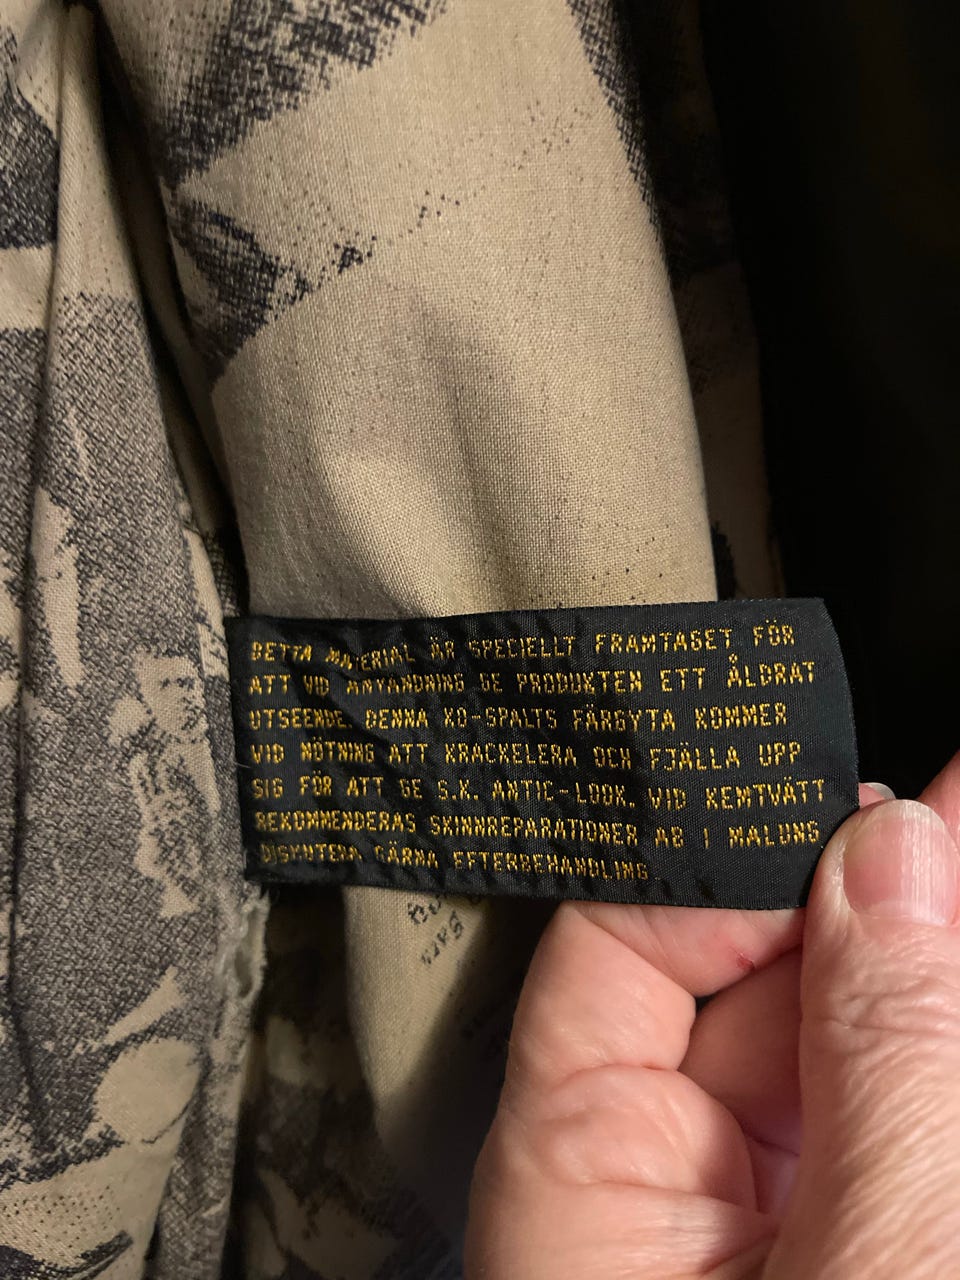 DETTA MATERIAL ÄR SPECIELLT FRAMTAGET FÖR
ATT VID ANVÄNDNING GE PRODUKTEN ETT ÅLDRAT
UTSEENDE. DENNA KO-SPALTS FÄRGYTA KOMMER
VID NÖTNING ATT KRACKELERA OCH FJÄLLA UPP
SIG FÖR ATT GE S.K. ANTIC-LOOK. VID KEMTVÄTT
REKOMMENDERAS SKINNREPARATIONER AB I MALUNG
DISKUTERA GÄRNA EFTERBEHANDLING